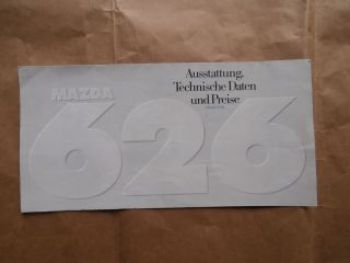 Ausstattung,
Technische Daten
und Preise
MAZDA
626